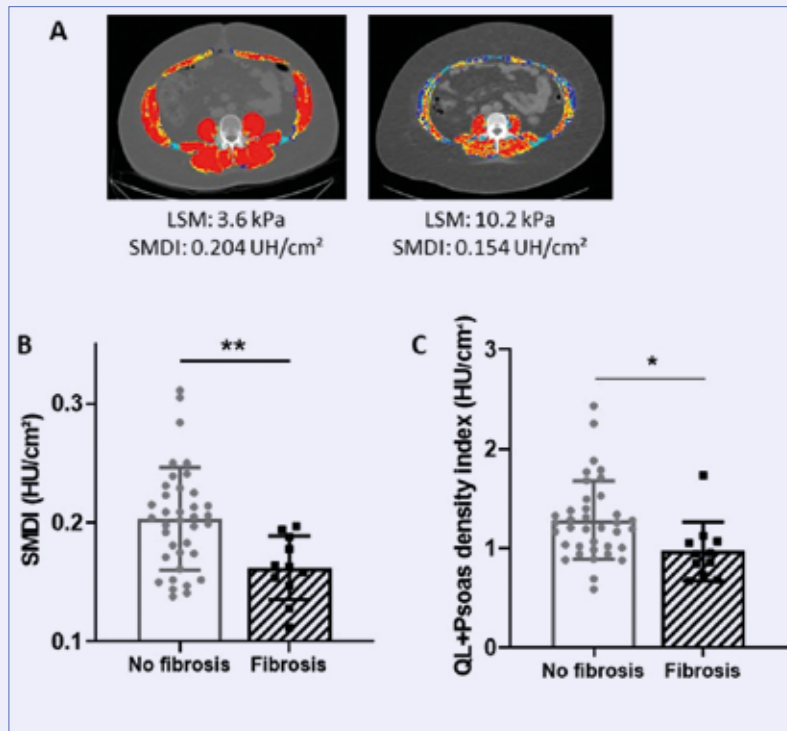 A
LSM: 3.6 kPa
SMDI: 0.204 UH/cm²
LSM: 10.2 kPa
SMDI: 0.154 UH/cm²
B
SMDI (HU/cm²)
**
0.3
0.2
0.1
No fibrosis
Fibrosis
C
QL+Psoas density index (HU/cm²)
*
3
2
1
0
No fibrosis
Fibrosis